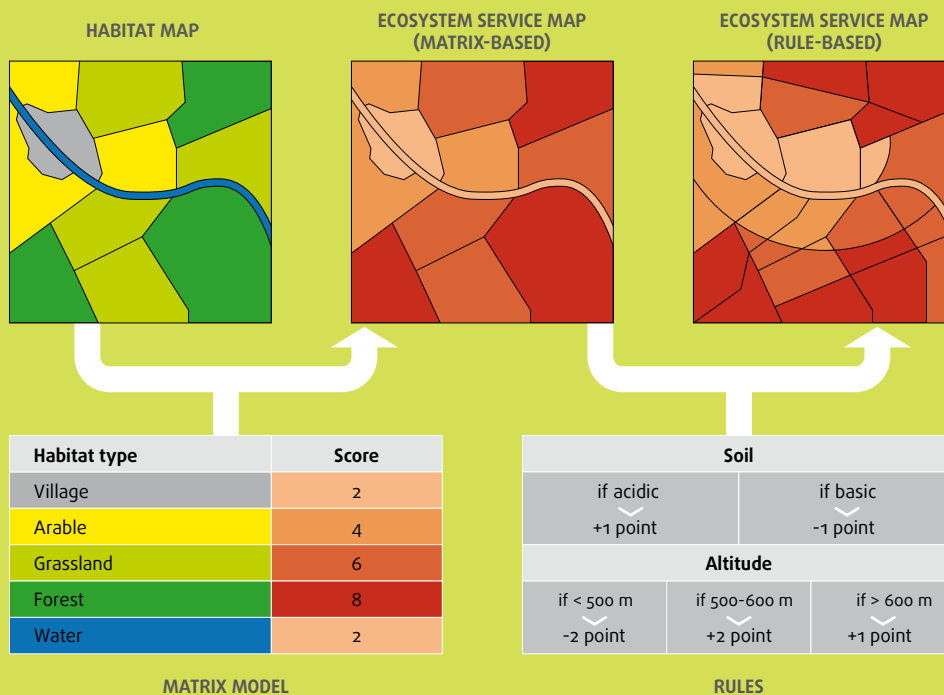 HABITAT MAP
ECOSYSTEM SERVICE MAP
(MATRIX-BASED)
ECOSYSTEM SERVICE MAP
(RULE-BASED)
Habitat type Score
Village 2
Arable 4
Grassland 6
Forest 8
Water 2
MATRIX MODEL
Soil
if acidic if basic
+1 point -1 point
Altitude
if < 500 m if 500-600 m if > 600 m
-2 point +2 point +1 point
RULES